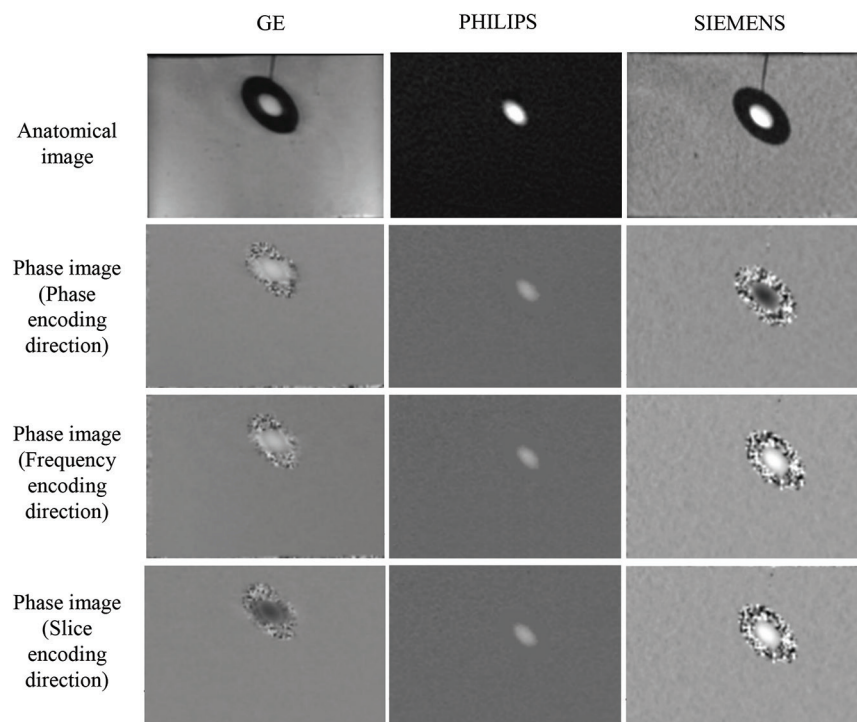 GE PHILIPS SIEMENS
Anatomical
image
Phase image
(Phase
encoding
direction)
Phase image
(Frequency
encoding
direction)
Phase image
(Slice
encoding
direction)